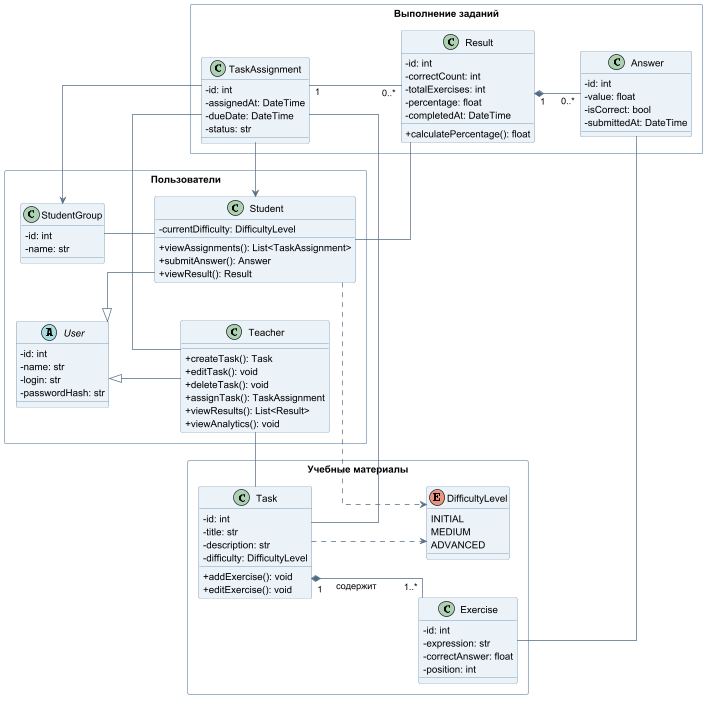 Выполнение заданий
C TaskAssignment
-id: int
-assignedAt: DateTime
-dueDate: DateTime
-status: str
C Result
-id: int
-correctCount: int
-totalExercises: int
-percentage: float
-completedAt: DateTime
+calculatePercentage(): float
C Answer
-id: int
-value: float
-isCorrect: bool
-submittedAt: DateTime
1
0..*
1
0..*
Пользователи
C StudentGroup
-id: int
-name: str
C Student
-currentDifficulty: DifficultyLevel
+viewAssignments(): List<TaskAssignment>
+submitAnswer(): Answer
+viewResult(): Result
A User
-id: int
-name: str
-login: str
-passwordHash: str
C Teacher
+createTask(): Task
+editTask(): void
+deleteTask(): void
+assignTask(): TaskAssignment
+viewResults(): List<Result>
+viewAnalytics(): void
Учебные материалы
C Task
-id: int
-title: str
-description: str
-difficulty: DifficultyLevel
+addExercise(): void
+editExercise(): void
E DifficultyLevel
INITIAL
MEDIUM
ADVANCED
1
содержит
1..*
C Exercise
-id: int
-expression: str
-correctAnswer: float
-position: int